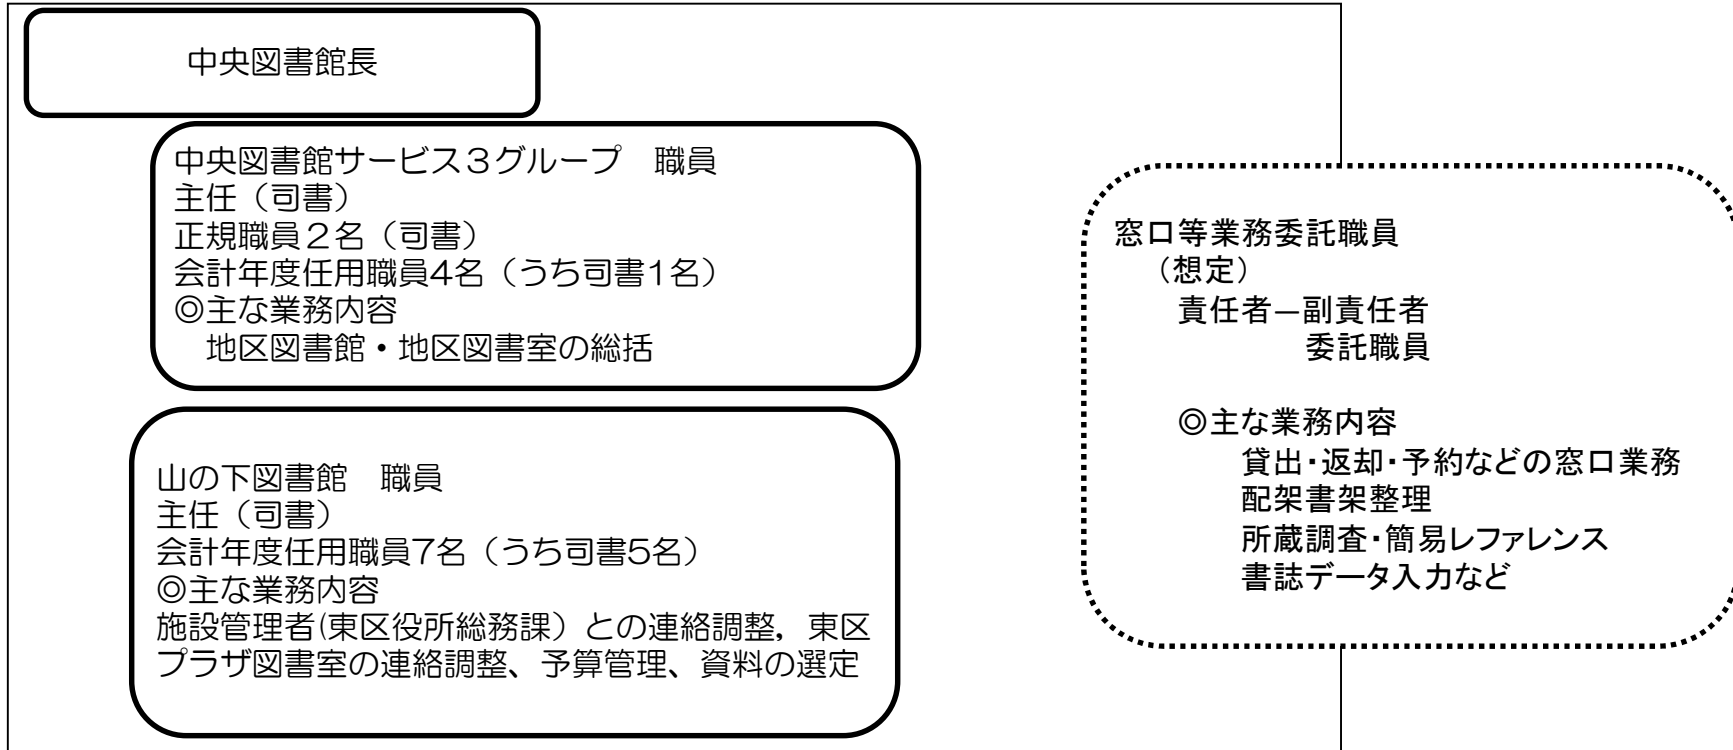 中央図書館長
中央図書館サービス３グループ　職員
主任（司書）
正規職員２名（司書）
会計年度任用職員4名（うち司書1名）
◎主な業務内容
　地区図書館・地区図書室の総括
山の下図書館　職員
主任（司書）
会計年度任用職員7名（うち司書5名）
◎主な業務内容
施設管理者(東区役所総務課）との連絡調整，東区
プラザ図書室の連絡調整、予算管理、資料の選定
窓口等業務委託職員
（想定）
責任者―副責任者
委託職員
◎主な業務内容
貸出・返却・予約などの窓口業務
配架書架整理
所蔵調査・簡易レファレンス
書誌データ入力など